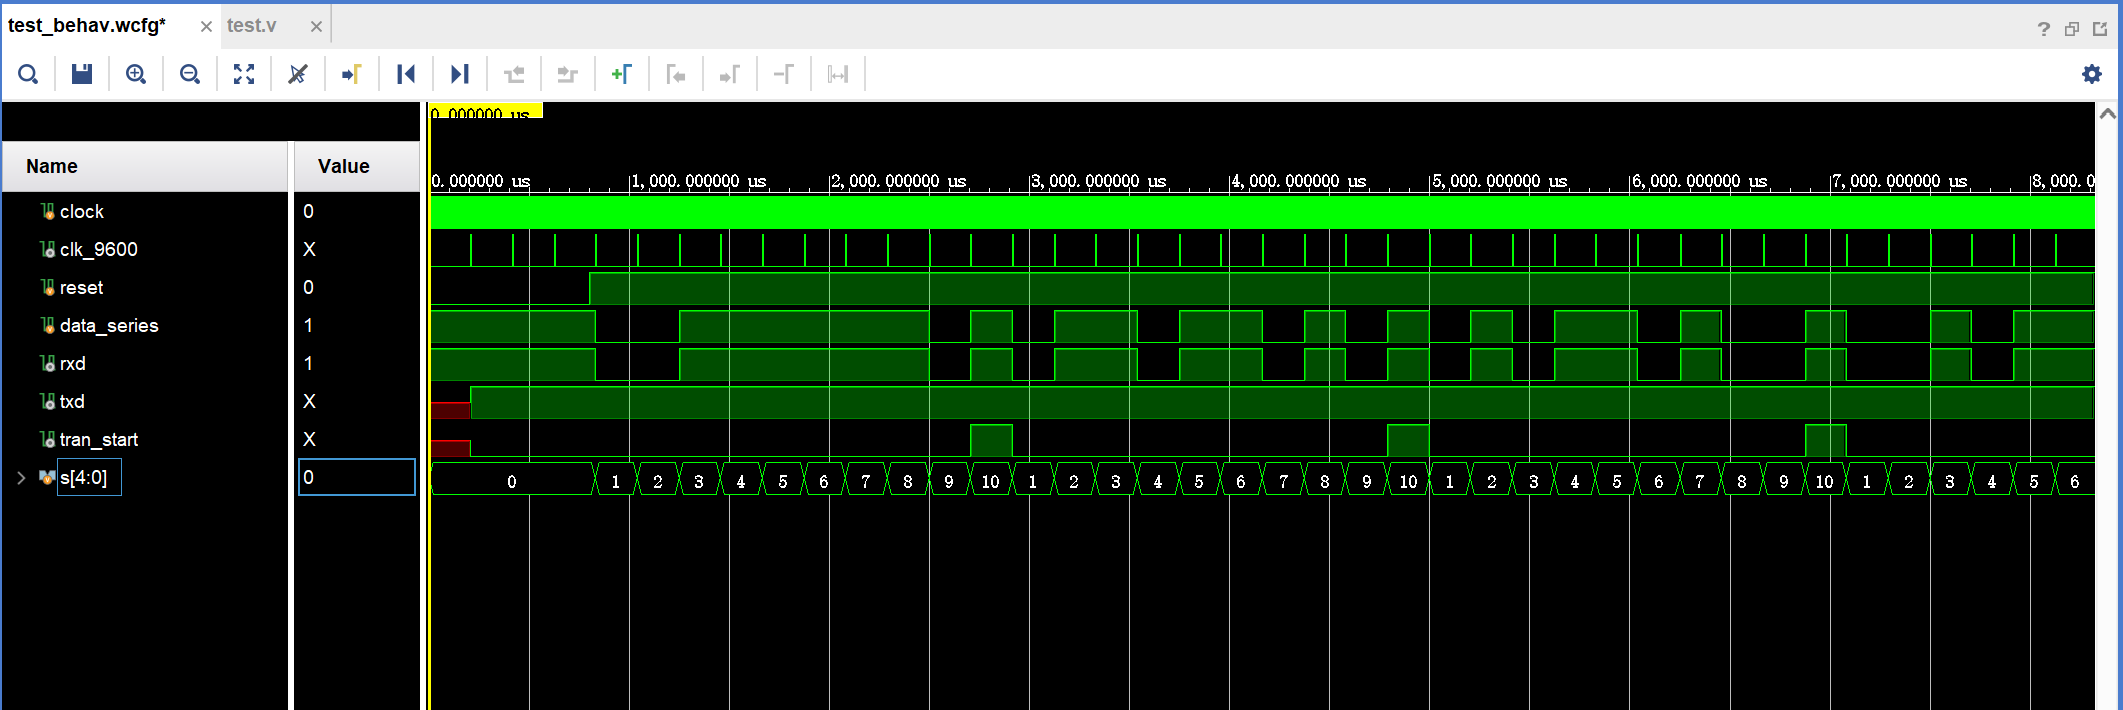 test_behav.wcfg* × test.v ×
?
0.000000 us
Name Value
0.000000 us 1,000.000000 us 2,000.000000 us 3,000.000000 us 4,000.000000 us 5,000.000000 us 6,000.000000 us 7,000.000000 us 8,000.0
clock 0
clk_9600 X
reset 0
data_series 1
rxd 1
txd X
tran_start X
s[4:0] 0 0 1 2 3 4 5 6 7 8 9 10 1 2 3 4 5 6 7 8 9 10 1 2 3 4 5 6 7 8 9 10 1 2 3 4 5 6